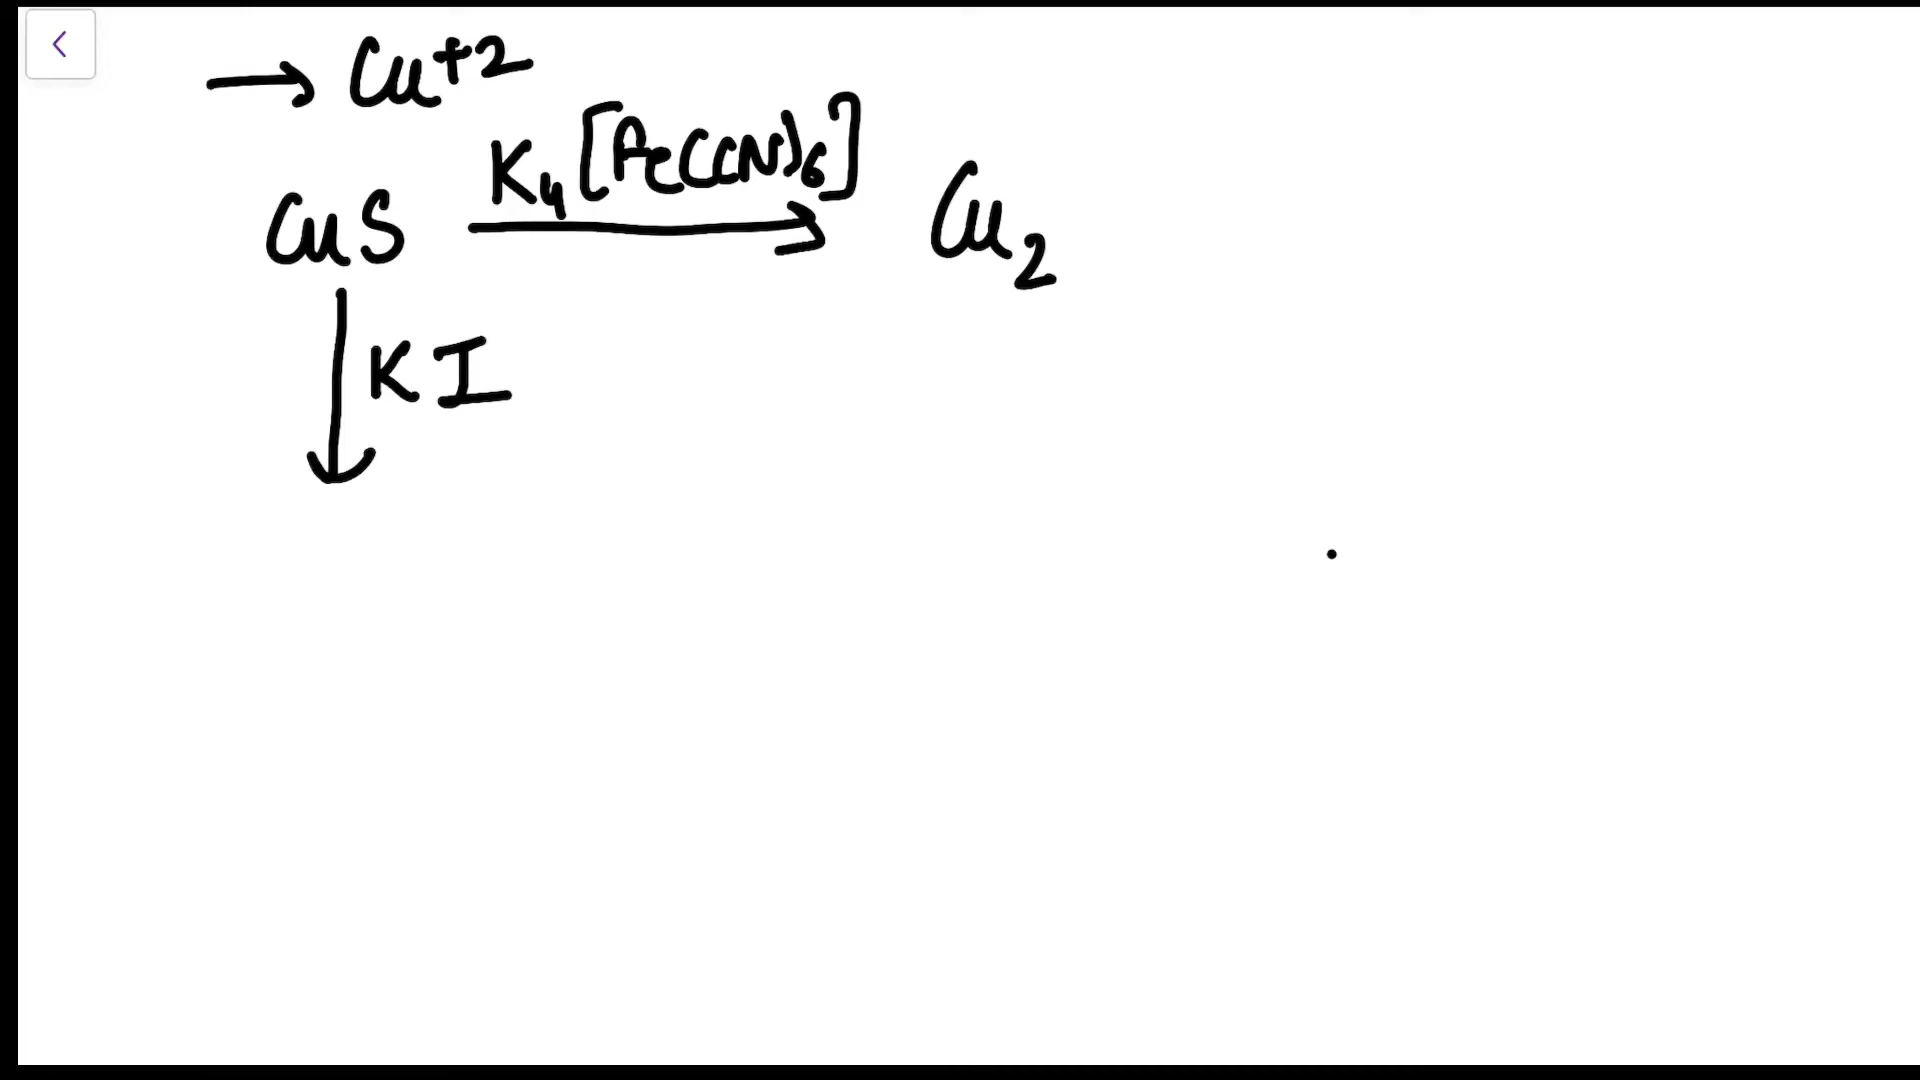 → Cu+2
K4[Fe(CN)6]
CuS → Cu2
↓ KI